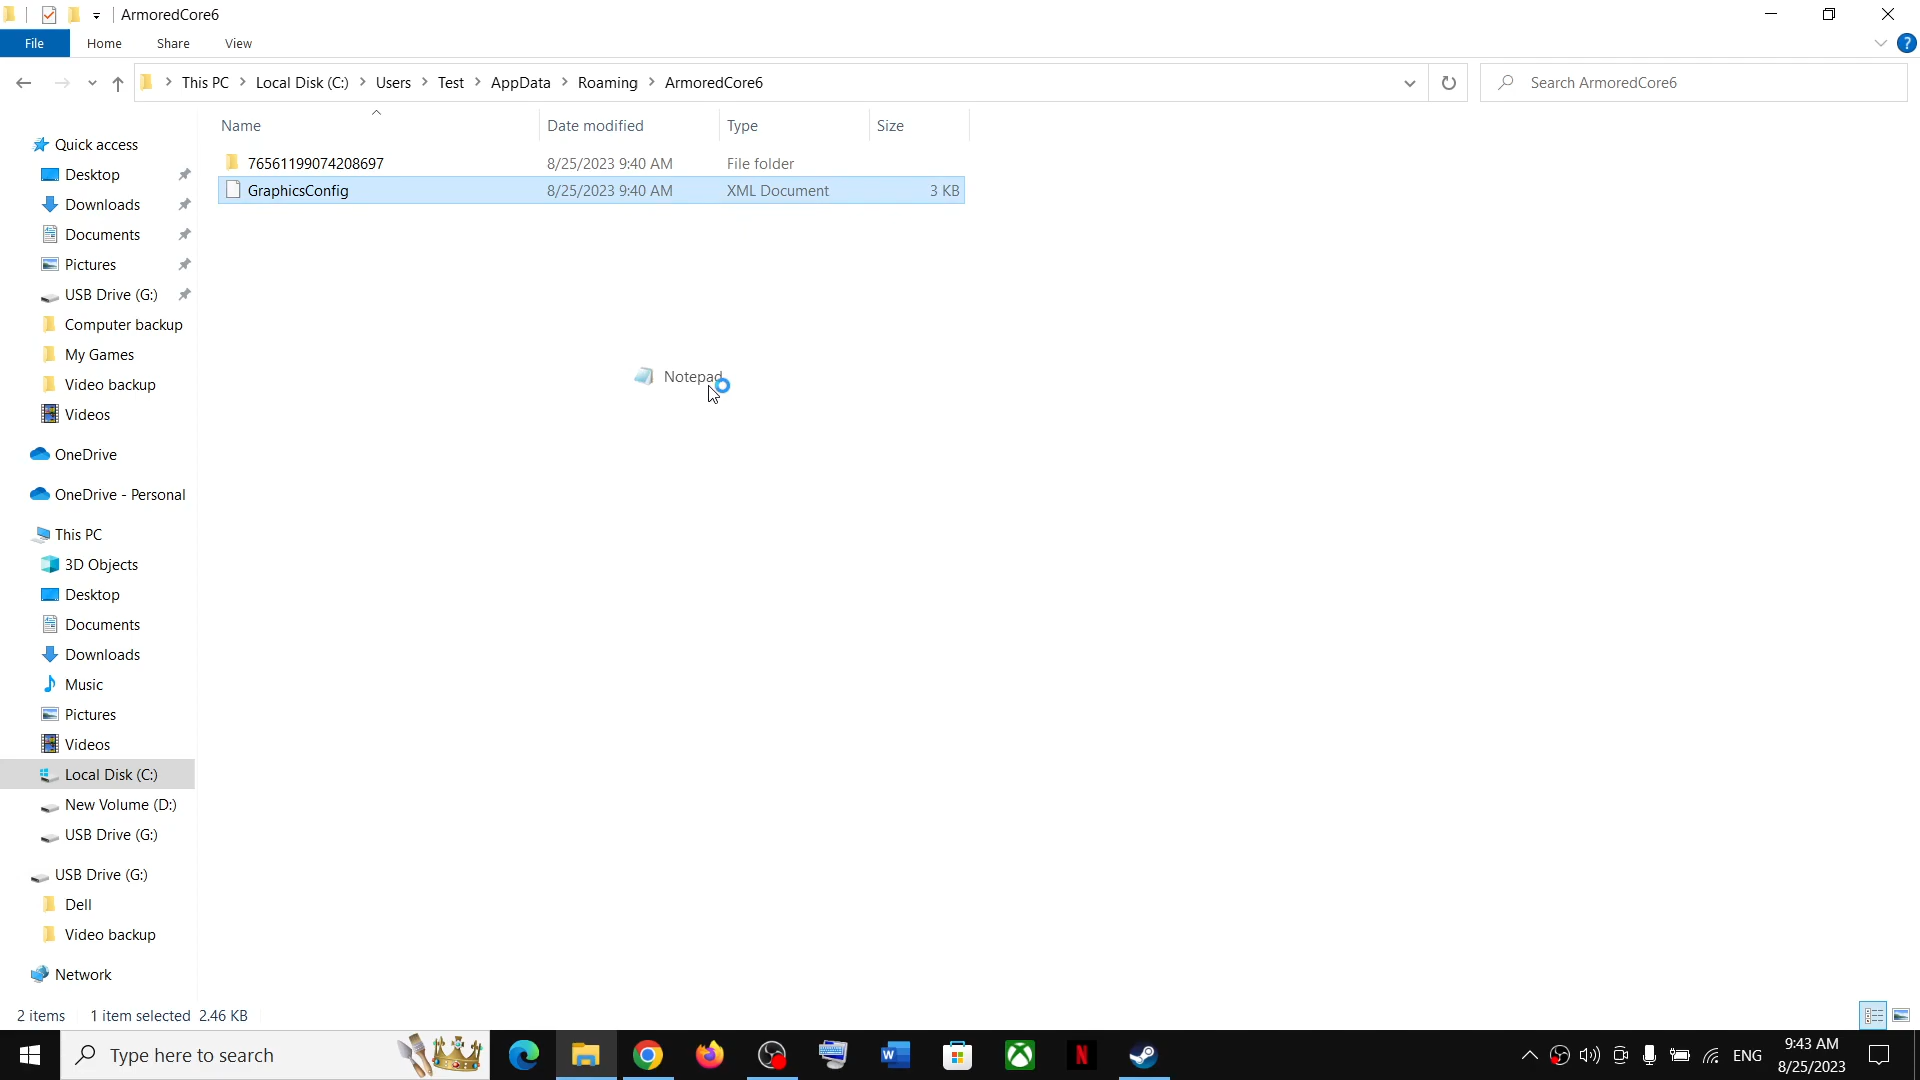 ArmoredCore6
File
Home
Share
View
This PC
Local Disk (C:)
Users
Test
AppData
Roaming
ArmoredCore6
Search ArmoredCore6
Name
Date modified
Type
Size
76561199074208697
8/25/2023 9:40 AM
File folder
GraphicsConfig
8/25/2023 9:40 AM
XML Document
3 KB
Notepad
Quick access
Desktop
Downloads
Documents
Pictures
USB Drive (G:)
Computer backup
My Games
Video backup
Videos
OneDrive
OneDrive - Personal
This PC
3D Objects
Desktop
Documents
Downloads
Music
Pictures
Videos
Local Disk (C:)
New Volume (D:)
USB Drive (G:)
USB Drive (G:)
Dell
Video backup
Network
2 items
1 item selected 2.46 KB
Type here to search
ENG
9:43 AM
8/25/2023